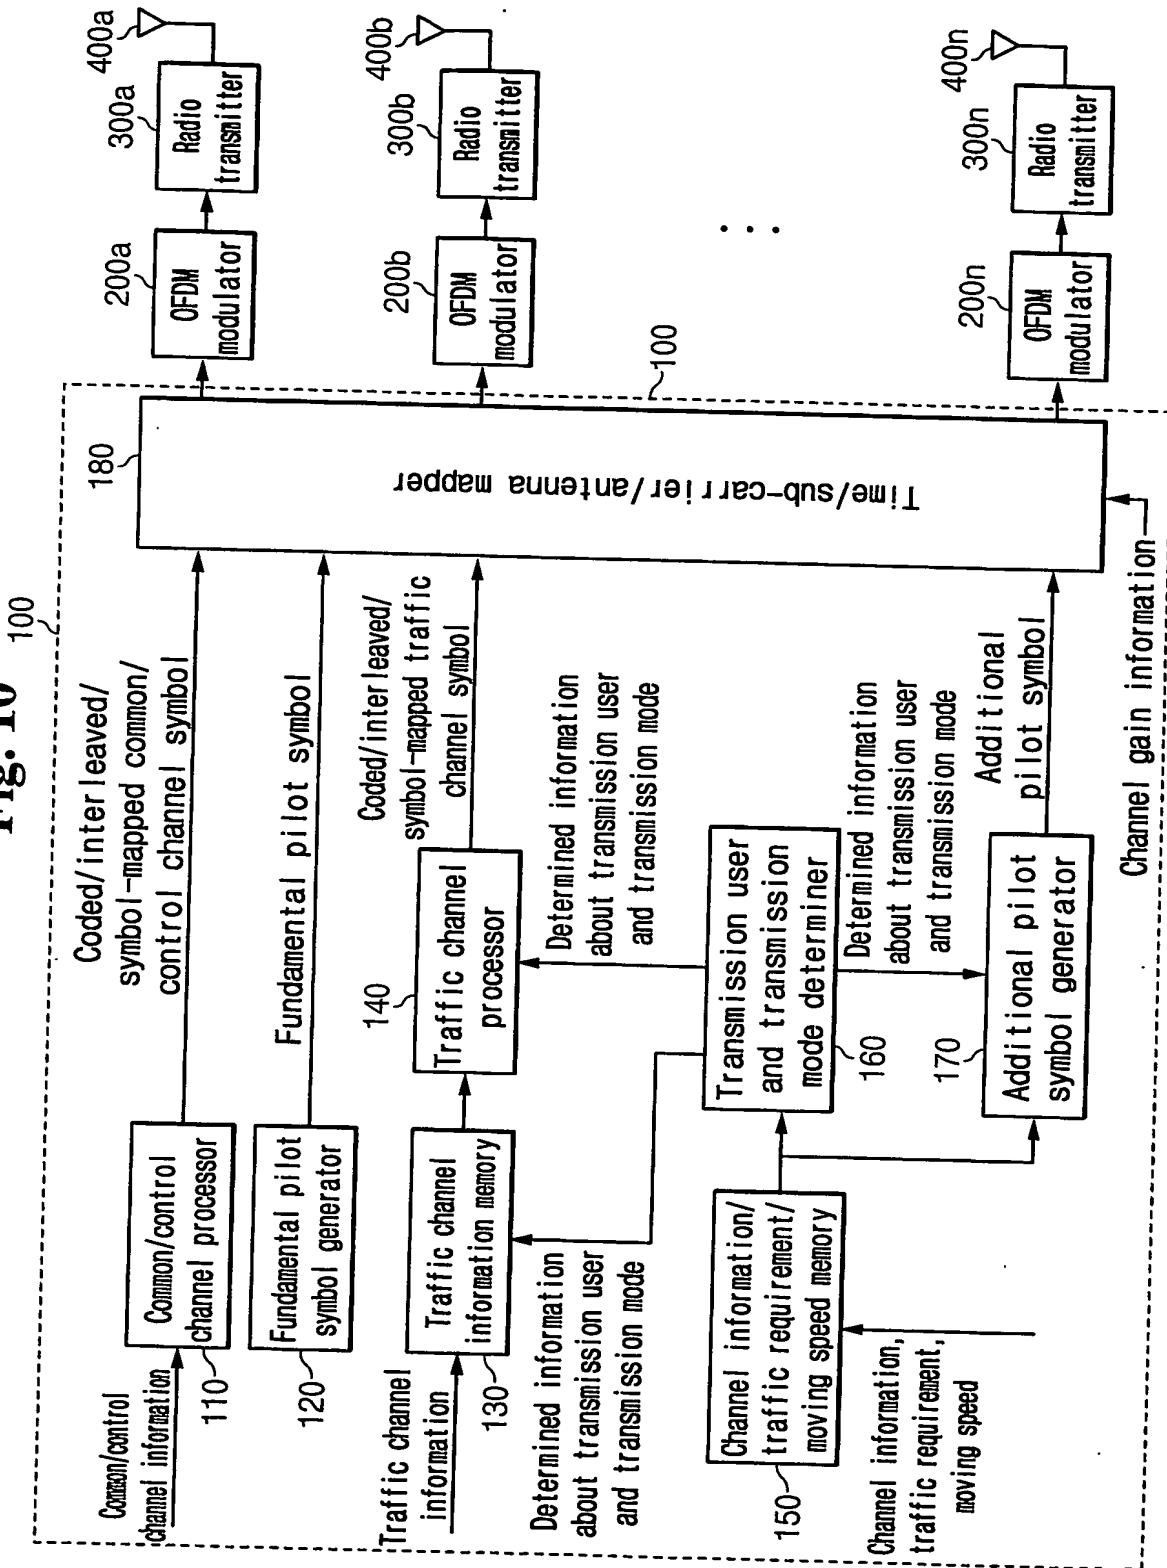 Fig. 10
100
Common/control
channel information
Common/control
channel processor
110
Coded/interleaved/
symbol-mapped common/
control channel symbol
Fundamental pilot
symbol generator
120
Fundamental pilot symbol
Traffic channel
information
Traffic channel
information memory
130
Traffic channel
processor
140
Coded/interleaved/
symbol-mapped traffic
channel symbol
Determined information
about transmission user
and transmission mode
Determined information
about transmission user
and transmission mode
Channel information/
traffic requirement/
moving speed memory
150
Channel information,
traffic requirement,
moving speed
Transmission user
and transmission
mode determiner
160
Determined information
about transmission user
and transmission mode
Additional pilot
symbol generator
170
Additional
pilot symbol
Channel gain information
180
Time/sub-carrier/antenna mapper
100
OFDM
modulator
200a
Radio
transmitter
300a
400a
OFDM
modulator
200b
Radio
transmitter
300b
400b
OFDM
modulator
200n
Radio
transmitter
300n
400n